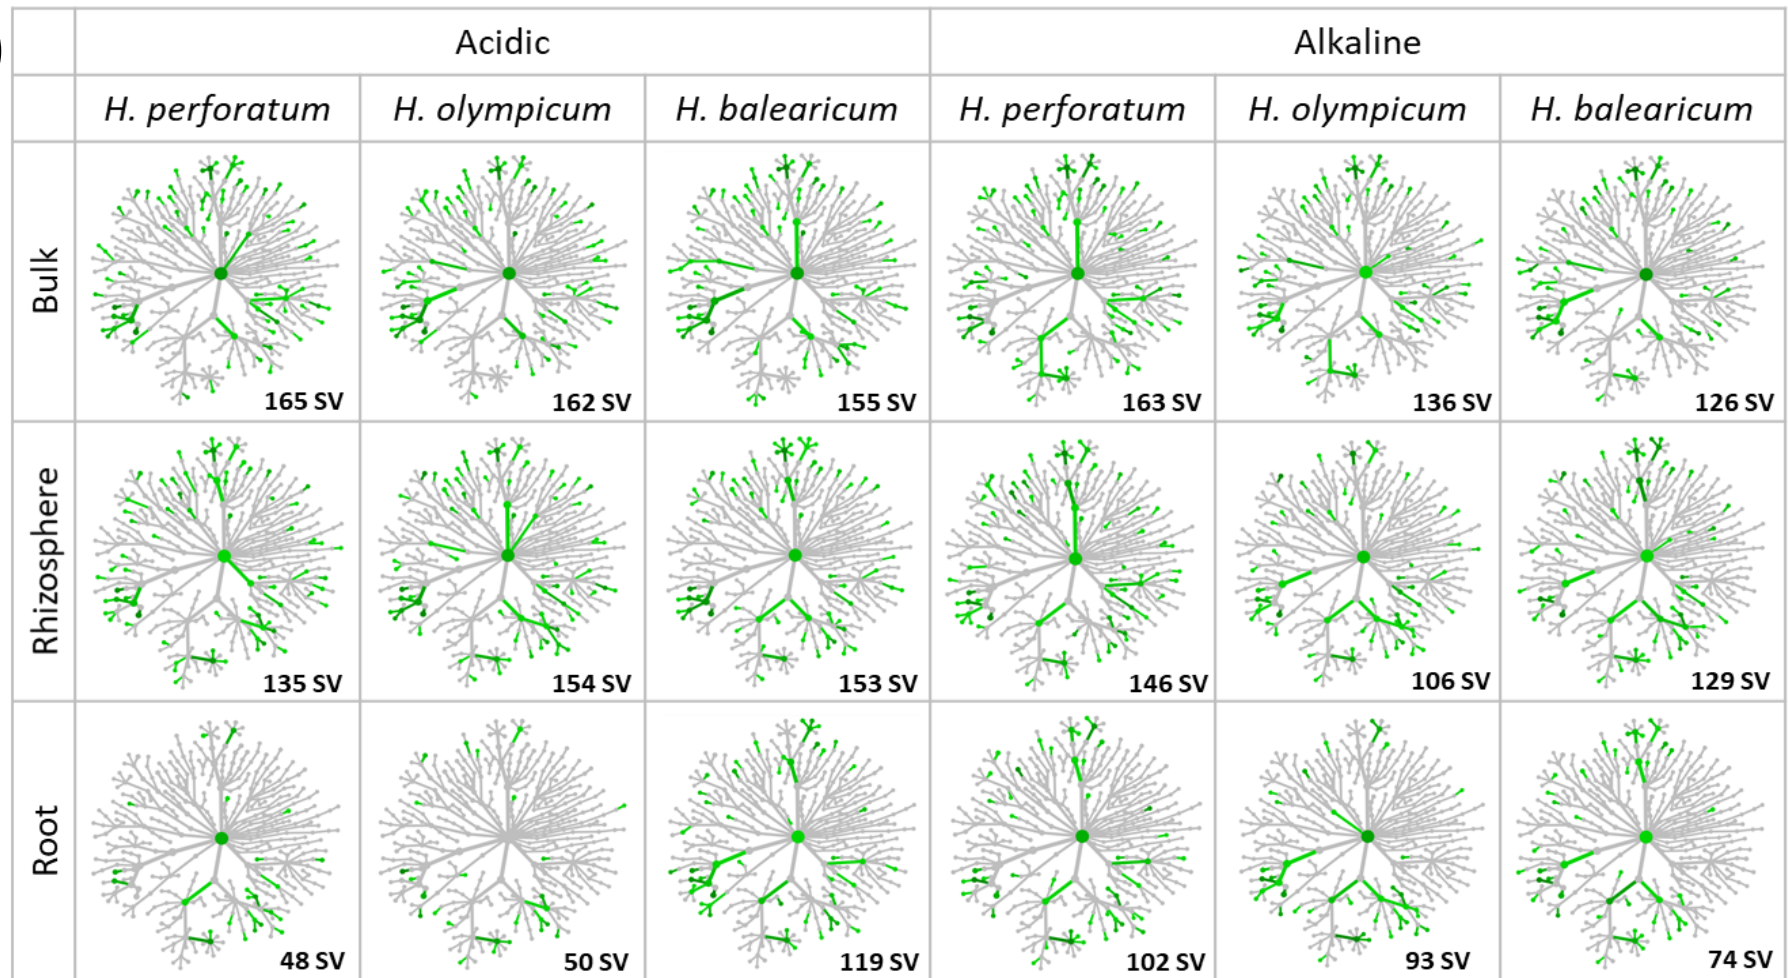 )
Acidic Alkaline
H. perforatum H. olympicum H. balearicum H. perforatum H. olympicum H. balearicum
Bulk
165 SV 162 SV 155 SV 163 SV 136 SV 126 SV
Rhizosphere
135 SV 154 SV 153 SV 146 SV 106 SV 129 SV
Root
48 SV 50 SV 119 SV 102 SV 93 SV 74 SV